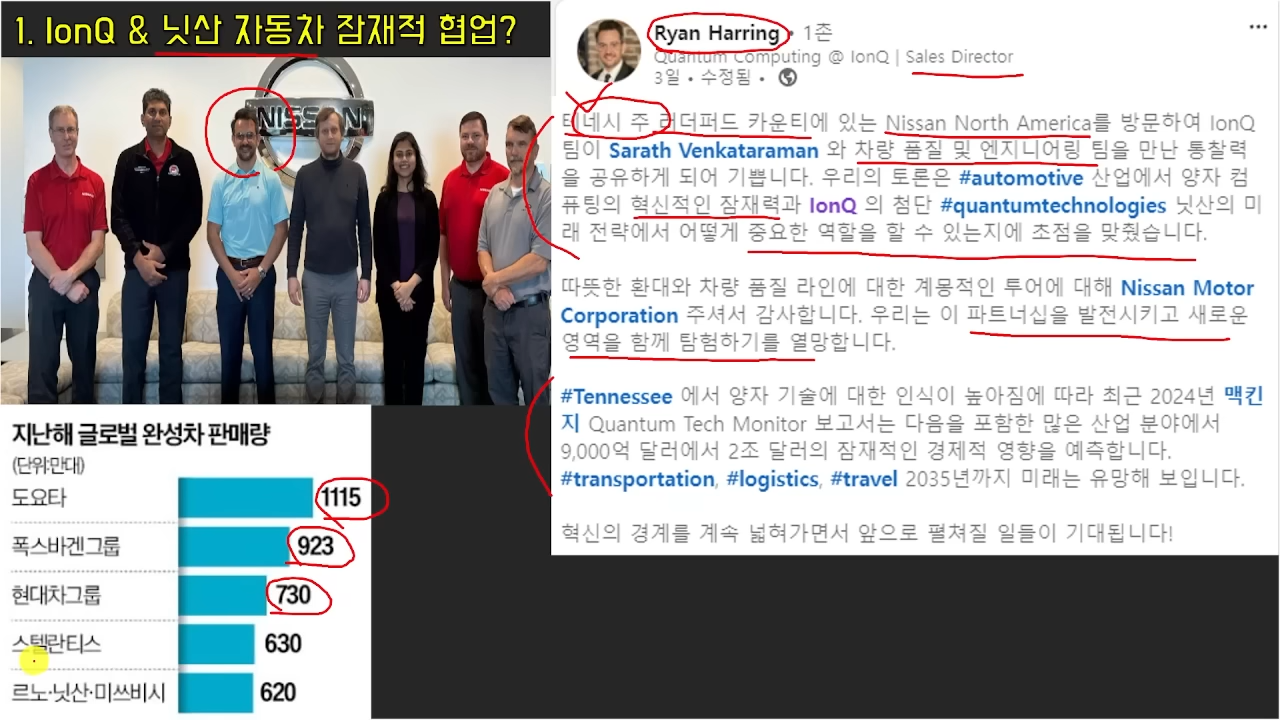 1. IonQ & 닛산 자동차 잠재적 협업?
NISSAN
지난해 글로벌 완성차 판매량
(단위:만대)
도요타 1115
폭스바겐그룹 923
현대차그룹 730
스텔란티스 630
르노·닛산·미쓰비시 620
Ryan Harring • 1촌
Quantum Computing @ IonQ | Sales Director
3일 • 수정됨 •
테네시 주 러더퍼드 카운티에 있는 Nissan North America를 방문하여 IonQ
팀이 Sarath Venkataraman 와 차량 품질 및 엔지니어링 팀을 만난 통찰력
을 공유하게 되어 기쁩니다. 우리의 토론은 #automotive 산업에서 양자 컴
퓨팅의 혁신적인 잠재력과 IonQ 의 첨단 #quantumtechnologies 닛산의 미
래 전략에서 어떻게 중요한 역할을 할 수 있는지에 초점을 맞췄습니다.
따뜻한 환대와 차량 품질 라인에 대한 계몽적인 투어에 대해 Nissan Motor
Corporation 주셔서 감사합니다. 우리는 이 파트너십을 발전시키고 새로운
영역을 함께 탐험하기를 열망합니다.
#Tennessee 에서 양자 기술에 대한 인식이 높아짐에 따라 최근 2024년 맥킨
지 Quantum Tech Monitor 보고서는 다음을 포함한 많은 산업 분야에서
9,000억 달러에서 2조 달러의 잠재적인 경제적 영향을 예측합니다.
#transportation, #logistics, #travel 2035년까지 미래는 유망해 보입니다.
혁신의 경계를 계속 넓혀가면서 앞으로 펼쳐질 일들이 기대됩니다!